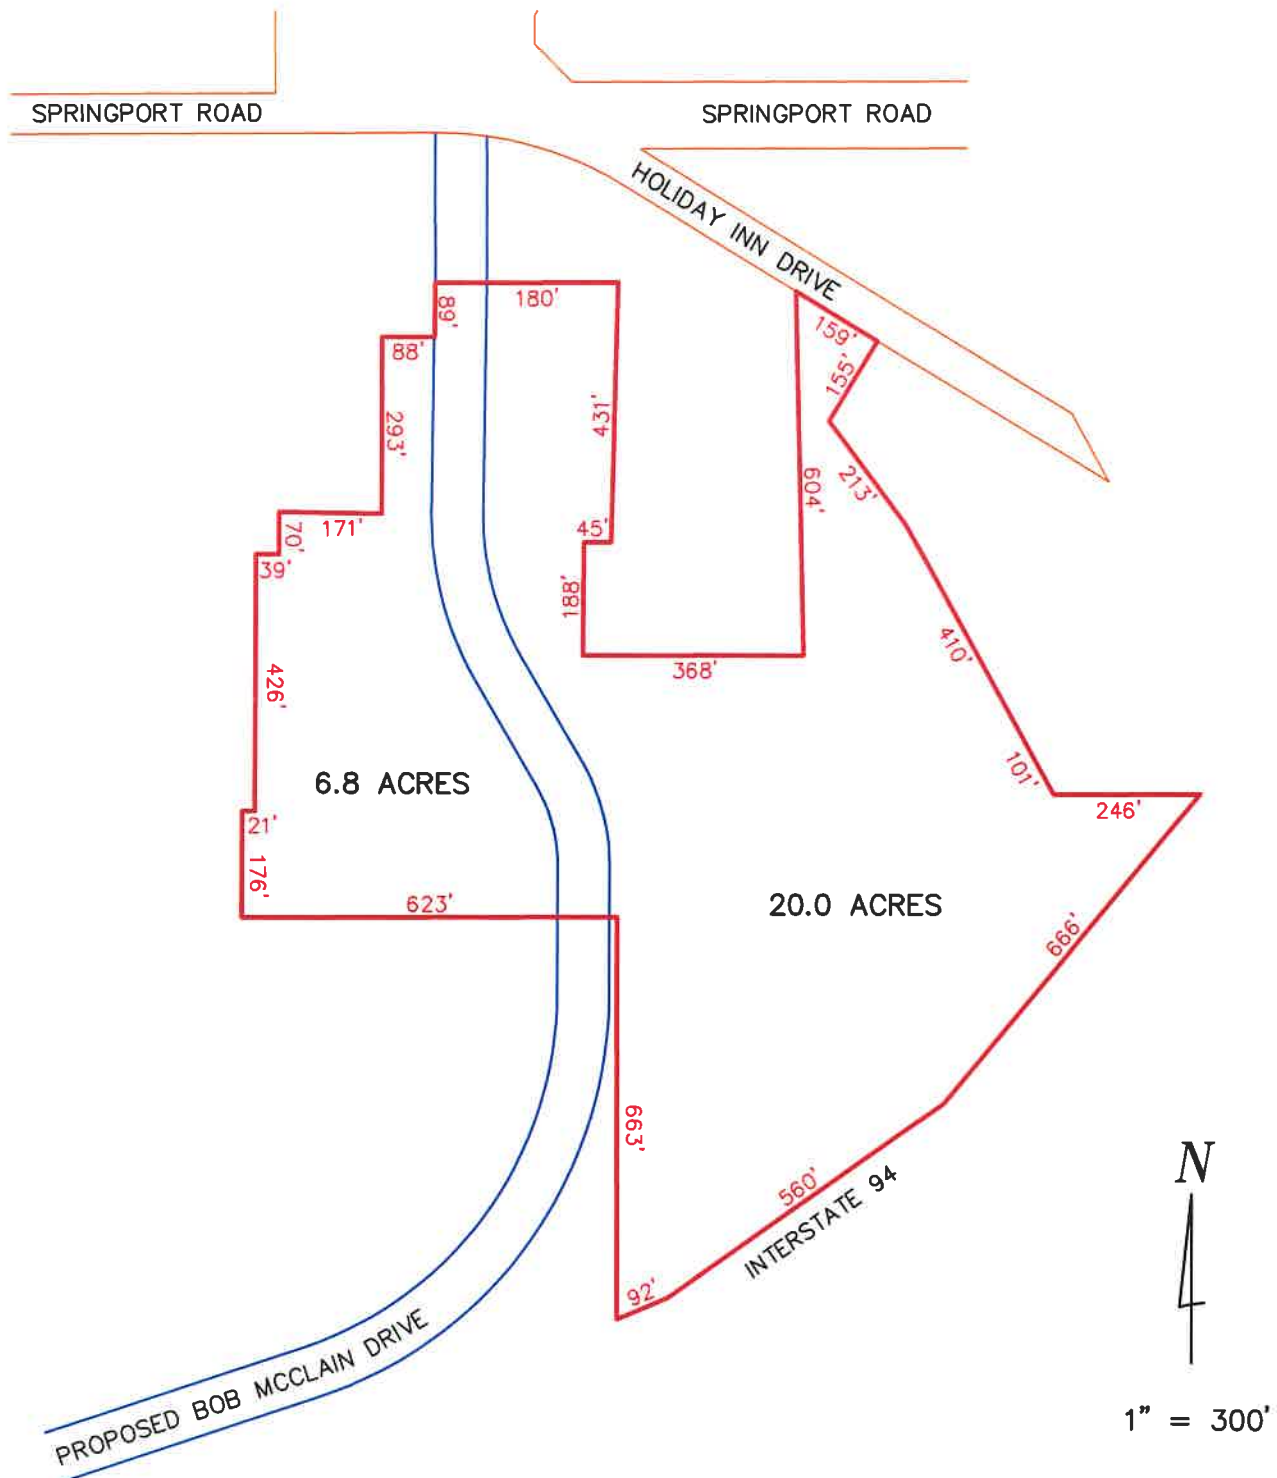 SPRINGPORT ROAD
SPRINGPORT ROAD
HOLIDAY INN DRIVE
180'
89'
88'
159'
155'
431'
293'
604'
213'
171'
70'
45'
39'
188'
410'
368'
426'
101'
6.8 ACRES
246'
21'
176'
623'
20.0 ACRES
666'
663'
560'
INTERSTATE 94
92'
N
PROPOSED BOB MCCLAIN DRIVE
1" = 300'